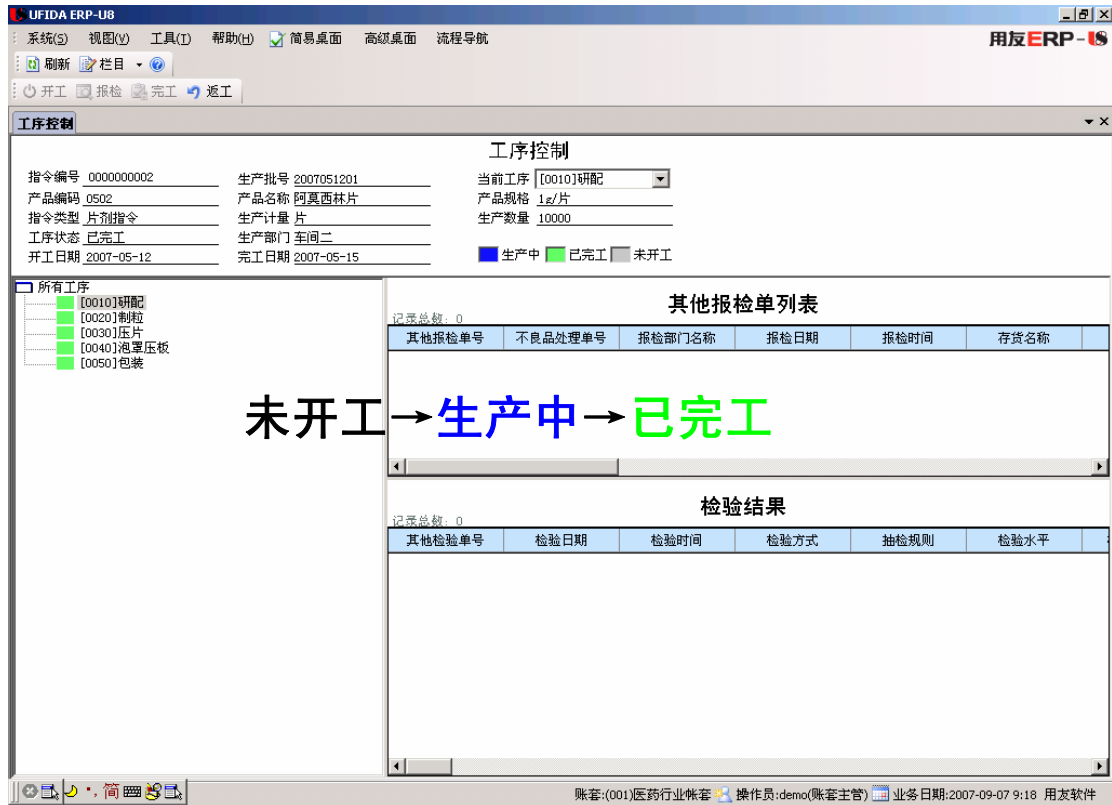 UFIDA ERP-U8
系统(S) 视图(V) 工具(T) 帮助(H) 简易桌面 高级桌面 流程导航 用友ERP-U8
刷新 栏目
开工 报检 完工 返工
工序控制
工序控制
指令编号 0000000002 生产批号 2007051201 当前工序 [0010]研配
产品编码 0502 产品名称 阿莫西林片 产品规格 1g/片
指令类型 片剂指令 生产计量 片 生产数量 10000
工序状态 已完工 生产部门 车间二 生产中 已完工 未开工
开工日期 2007-05-12 完工日期 2007-05-15
所有工序
[0010]研配
[0020]制粒
[0030]压片
[0040]泡罩压板
[0050]包装
其他报检单列表
记录总数: 0
其他报检单号 不良品处理单号 报检部门名称 报检日期 报检时间 存货名称
未开工→生产中→已完工
检验结果
记录总数: 0
其他检验单号 检验日期 检验时间 检验方式 抽检规则 检验水平
简
账套:(001)医药行业帐套 操作员:demo(账套主管) 业务日期:2007-09-07 9:18 用友软件